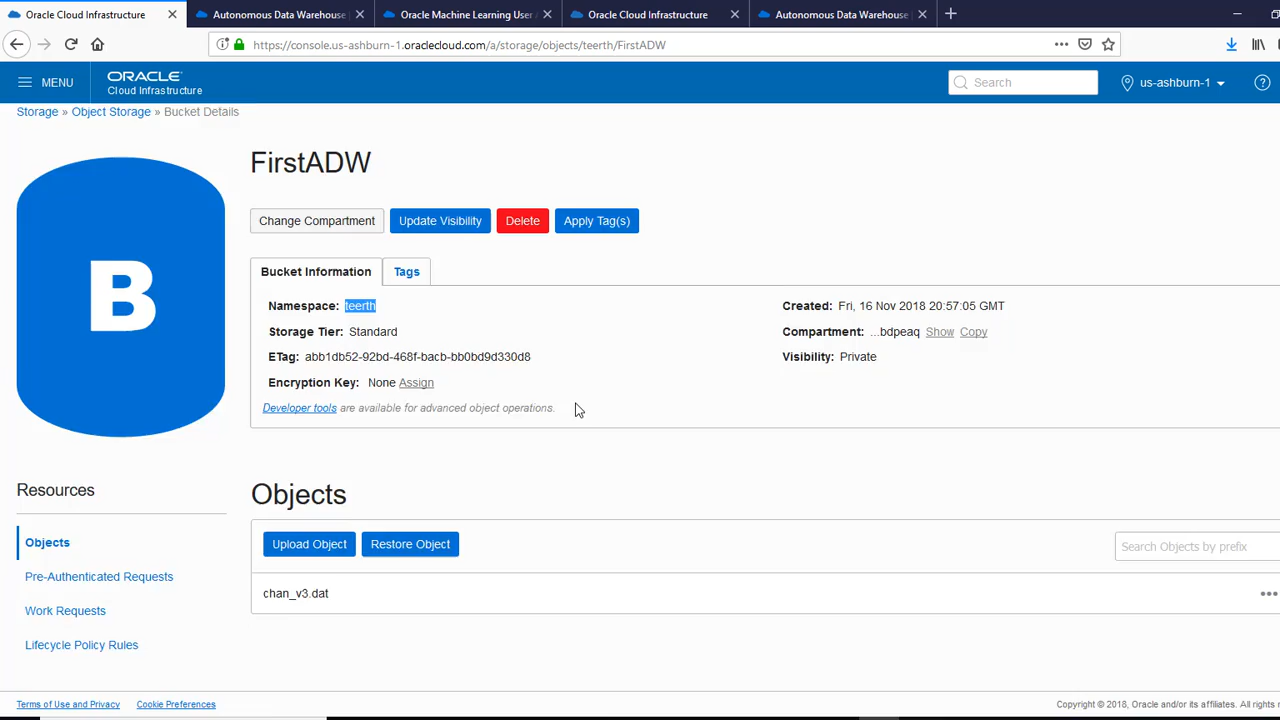 Oracle Cloud Infrastructure
Autonomous Data Warehouse
Oracle Machine Learning User
Oracle Cloud Infrastructure
Autonomous Data Warehouse
https://console.us-ashburn-1.oraclecloud.com/a/storage/objects/teerth/FirstADW
MENU
ORACLE
Cloud Infrastructure
Search
us-ashburn-1
Storage » Object Storage » Bucket Details
B
FirstADW
Change Compartment
Update Visibility
Delete
Apply Tag(s)
Bucket Information
Tags
Namespace: teerth
Created: Fri, 16 Nov 2018 20:57:05 GMT
Storage Tier: Standard
Compartment: ...bdpeaq Show Copy
ETag: abb1db52-92bd-468f-bacb-bb0bd9d330d8
Visibility: Private
Encryption Key: None Assign
Developer tools are available for advanced object operations.
Resources
Objects
Pre-Authenticated Requests
Work Requests
Lifecycle Policy Rules
Objects
Upload Object
Restore Object
Search Objects by prefix
chan_v3.dat
Terms of Use and Privacy
Cookie Preferences
Copyright © 2018, Oracle and/or its affiliates. All rights